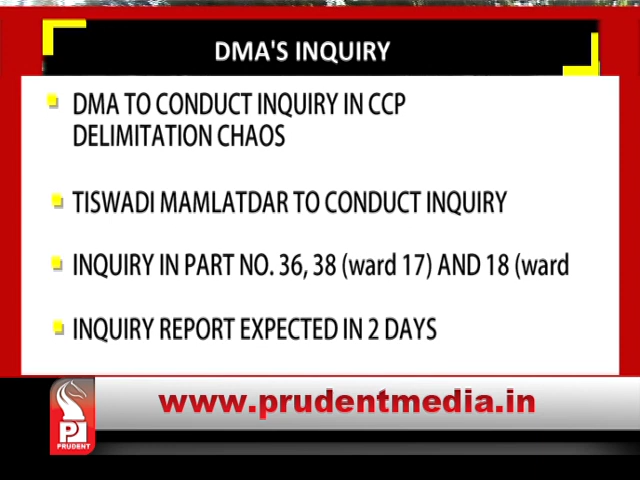 DMA'S INQUIRY
DMA TO CONDUCT INQUIRY IN CCP
DELIMITATION CHAOS
TISWADI MAMLATDAR TO CONDUCT INQUIRY
INQUIRY IN PART NO. 36, 38 (ward 17) AND 18 (ward
INQUIRY REPORT EXPECTED IN 2 DAYS
www.prudentmedia.in
P
PRUDENT